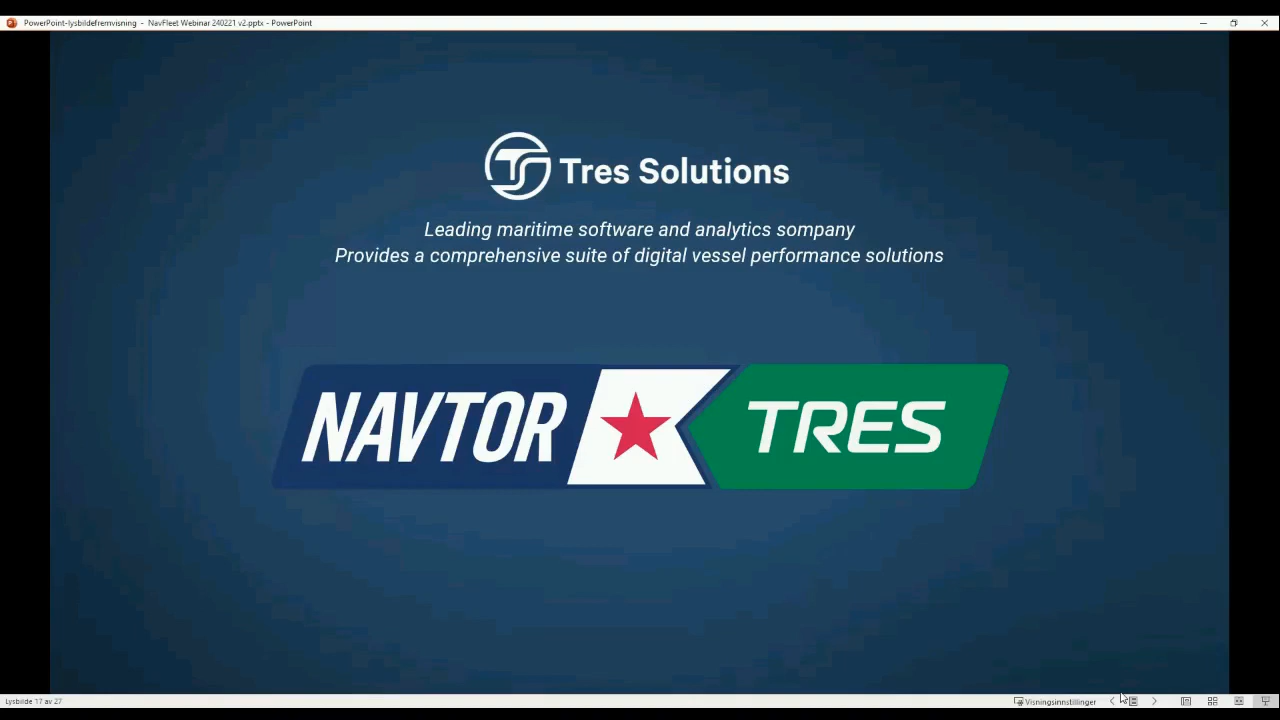 PowerPoint-lysbildefremvisning - NavFleet Webinar 240221 v2.pptx - PowerPoint
Tres Solutions
Leading maritime software and analytics sompany
Provides a comprehensive suite of digital vessel performance solutions
NAVTOR TRES
Lysbilde 17 av 27 Visningsinnstillinger